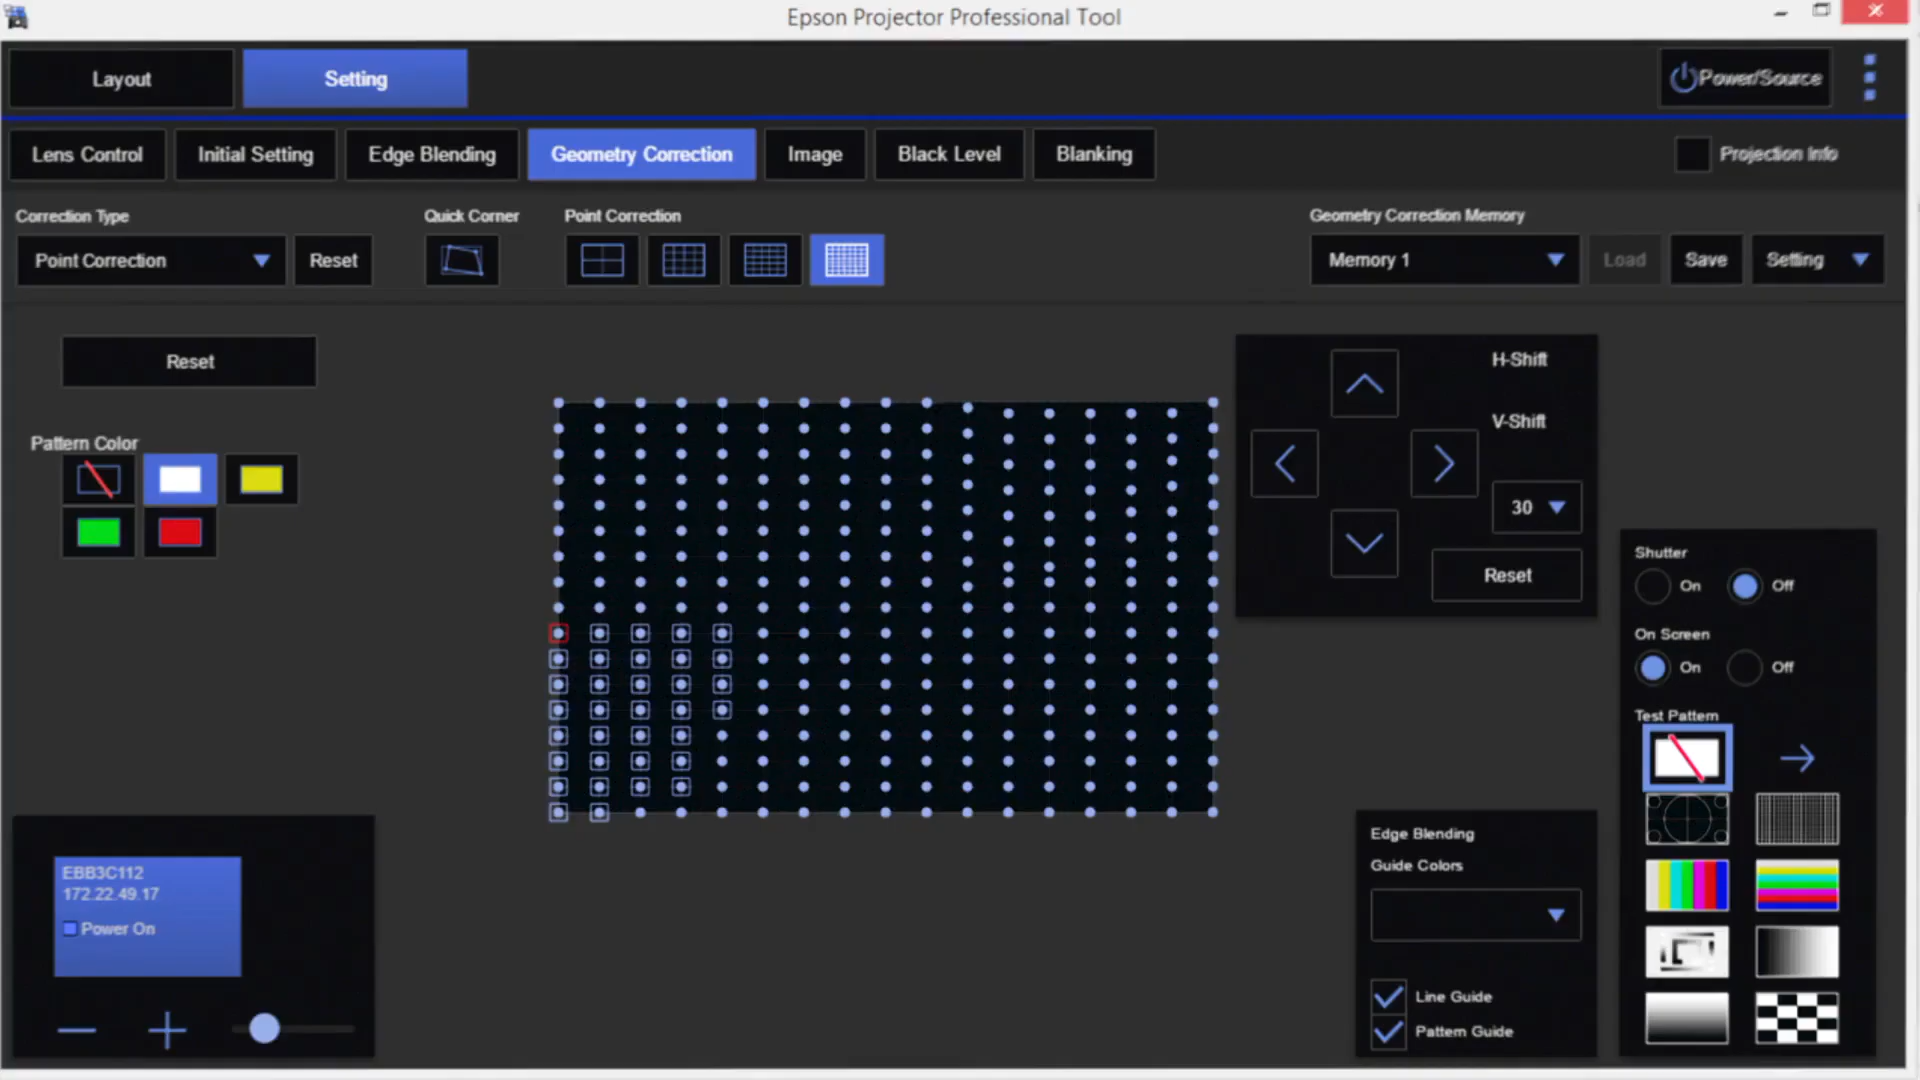 Epson Projector Professional Tool
Layout
Setting
Power/Source
Lens Control
Initial Setting
Edge Blending
Geometry Correction
Image
Black Level
Blanking
Projection Info
Correction Type
Quick Corner
Point Correction
Geometry Correction Memory
Point Correction
Reset
Memory 1
Load
Save
Setting
Reset
Pattern Color
H-Shift
V-Shift
30
Reset
Shutter
On
Off
On Screen
On
Off
Test Pattern
EBB3C112
172.22.49.17
Power On
Edge Blending
Guide Colors
Line Guide
Pattern Guide